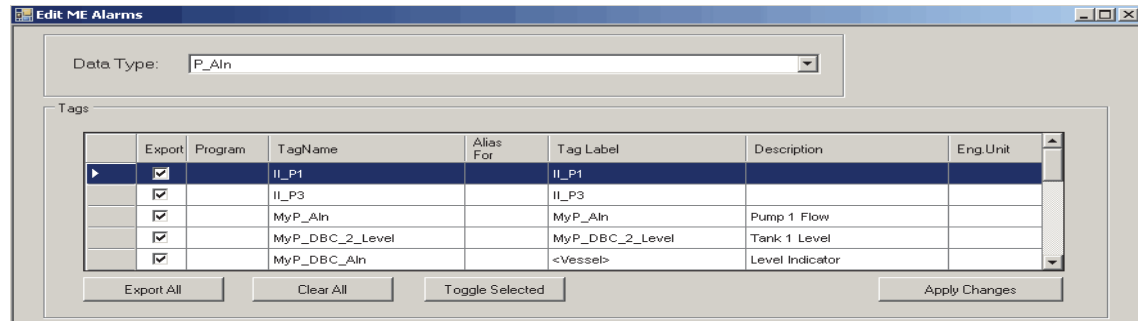 Edit ME Alarms
Data Type: P_AIn
Tags
Export Program TagName Alias For Tag Label Description Eng.Unit
II_P1 II_P1
II_P3 II_P3
MyP_AIn MyP_AIn Pump 1 Flow
MyP_DBC_2_Level MyP_DBC_2_Level Tank 1 Level
MyP_DBC_AIn <Vessel> Level Indicator
Export All Clear All Toggle Selected Apply Changes